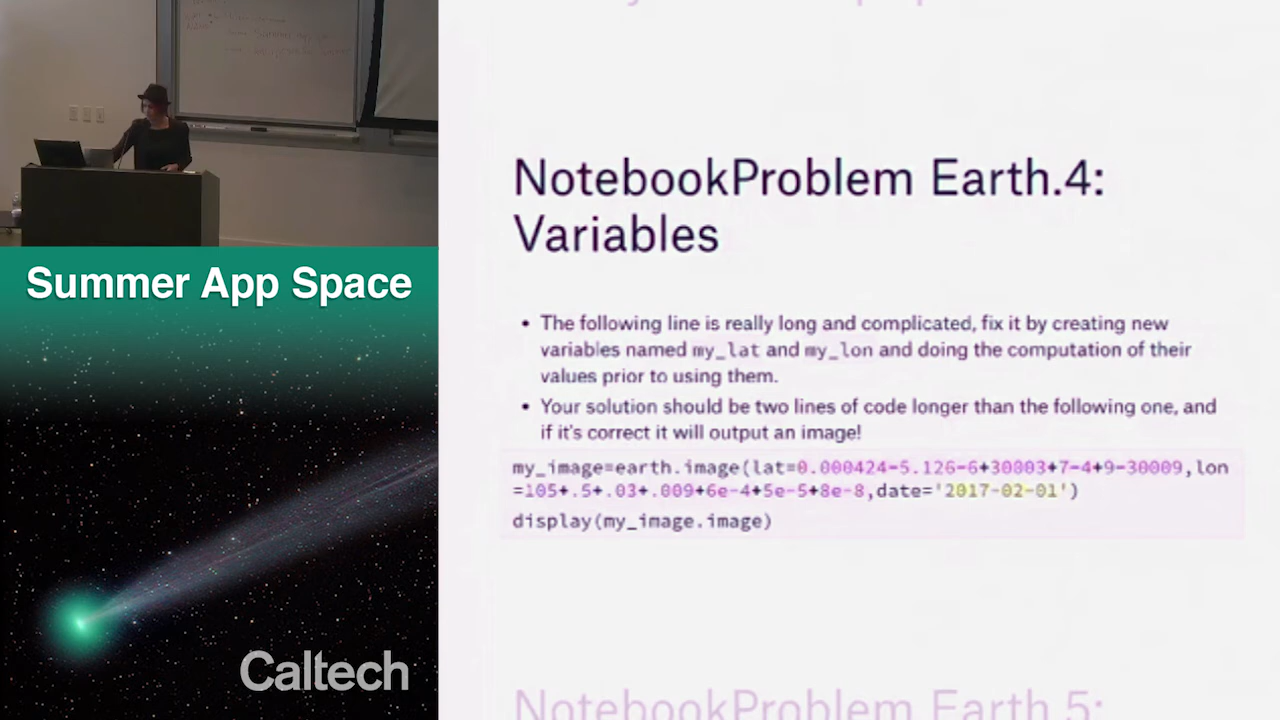 Summer App Space
Caltech
NotebookProblem Earth.4:
Variables
• The following line is really long and complicated, fix it by creating new
variables named my_lat and my_lon and doing the computation of their
values prior to using them.
• Your solution should be two lines of code longer than the following one, and
if it's correct it will output an image!
my_image=earth.image(lat=0.000424-5.126-6+30003+7-4+9-30009,lon
=105+.5+.03+.009+6e-4+5e-5+8e-8,date='2017-02-01')
display(my_image.image)
NotebookProblem Earth.5: